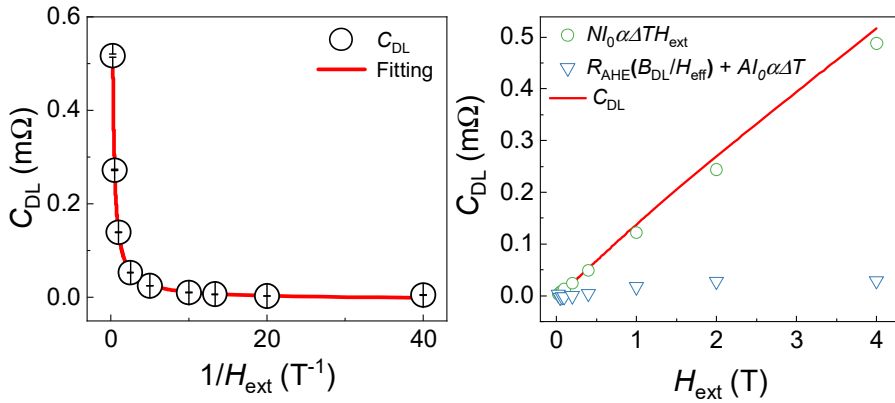 0.6
0.4
0.2
0.0
C_DL (mΩ)
C_DL
Fitting
0 20 40
1/H_ext (T⁻¹)
0.5
0.4
0.3
0.2
0.1
0.0
C_DL (mΩ)
NI₀αΔTH_ext
R_AHE(B_DL/H_eff) + AI₀αΔT
C_DL
0 1 2 3 4
H_ext (T)